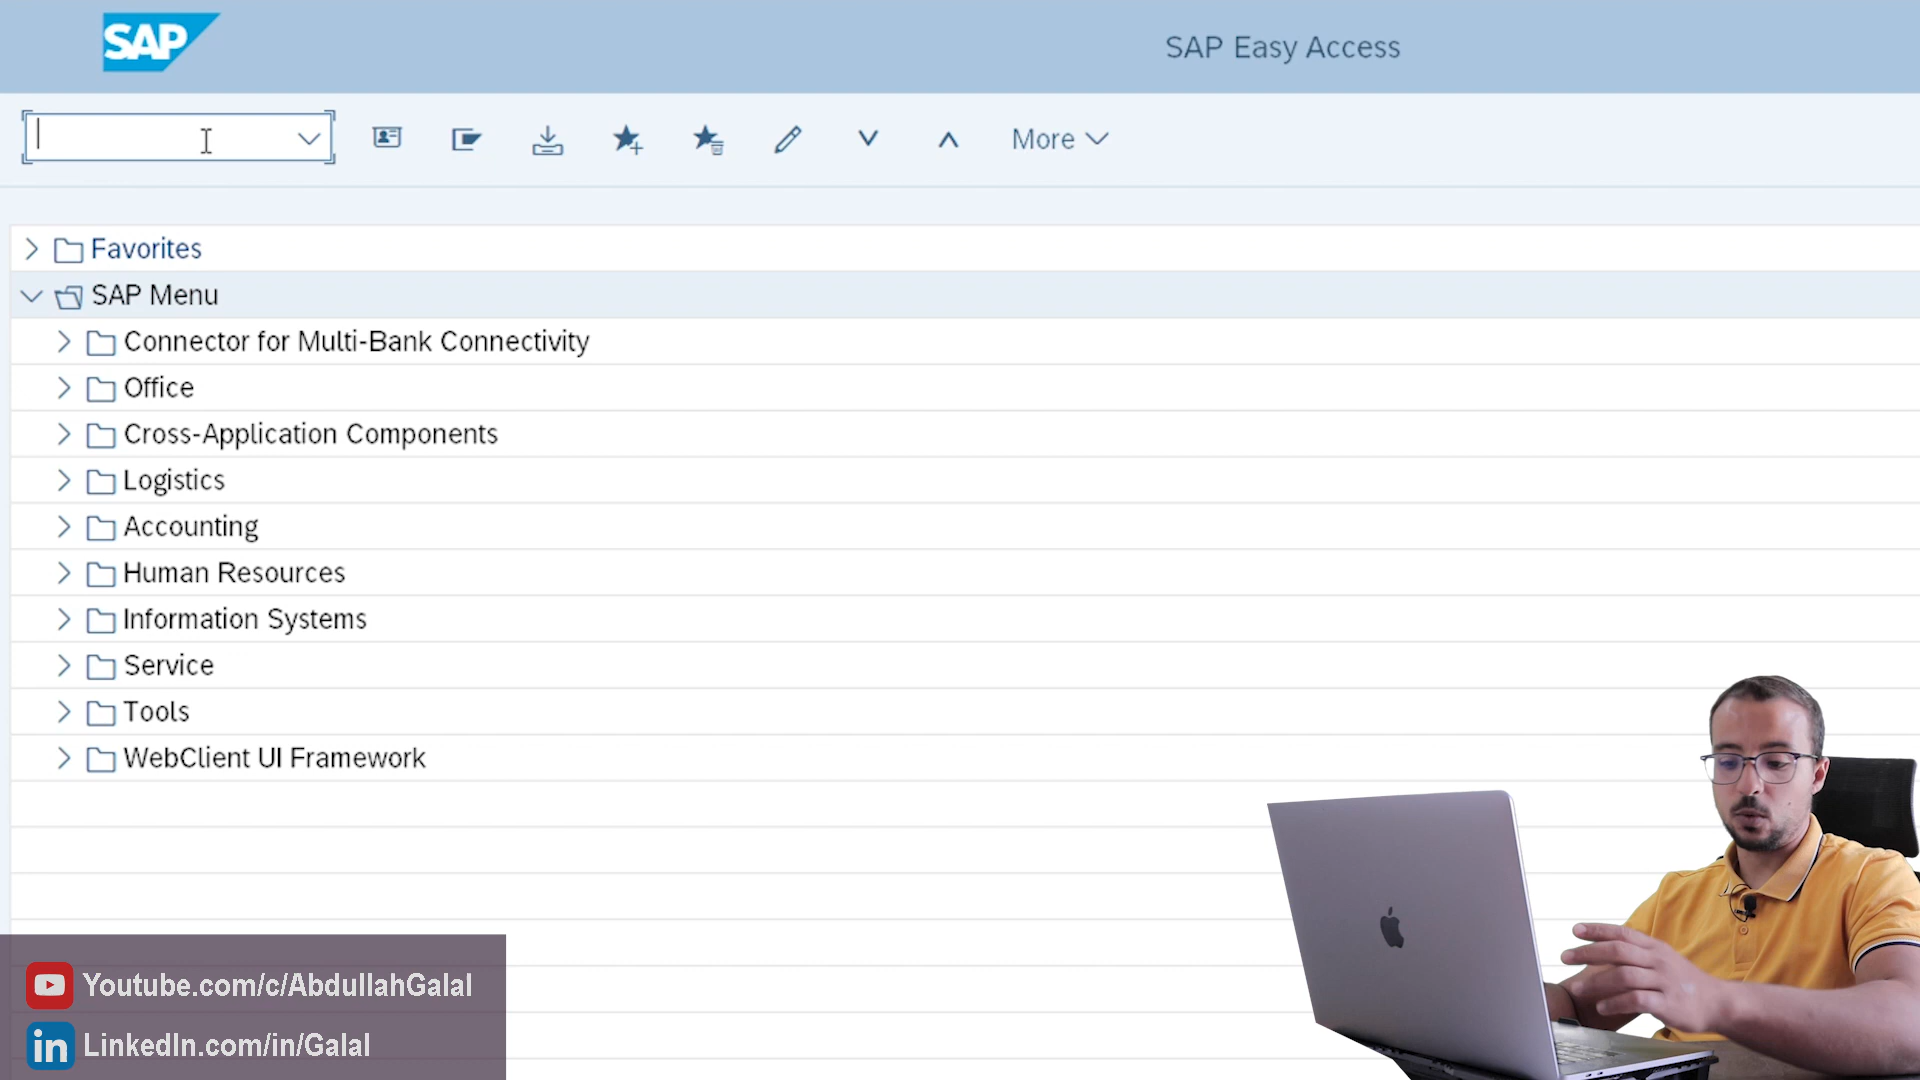 SAP
SAP Easy Access
More
Favorites
SAP Menu
Connector for Multi-Bank Connectivity
Office
Cross-Application Components
Logistics
Accounting
Human Resources
Information Systems
Service
Tools
WebClient UI Framework
Youtube.com/c/AbdullahGalal
in LinkedIn.com/in/Galal